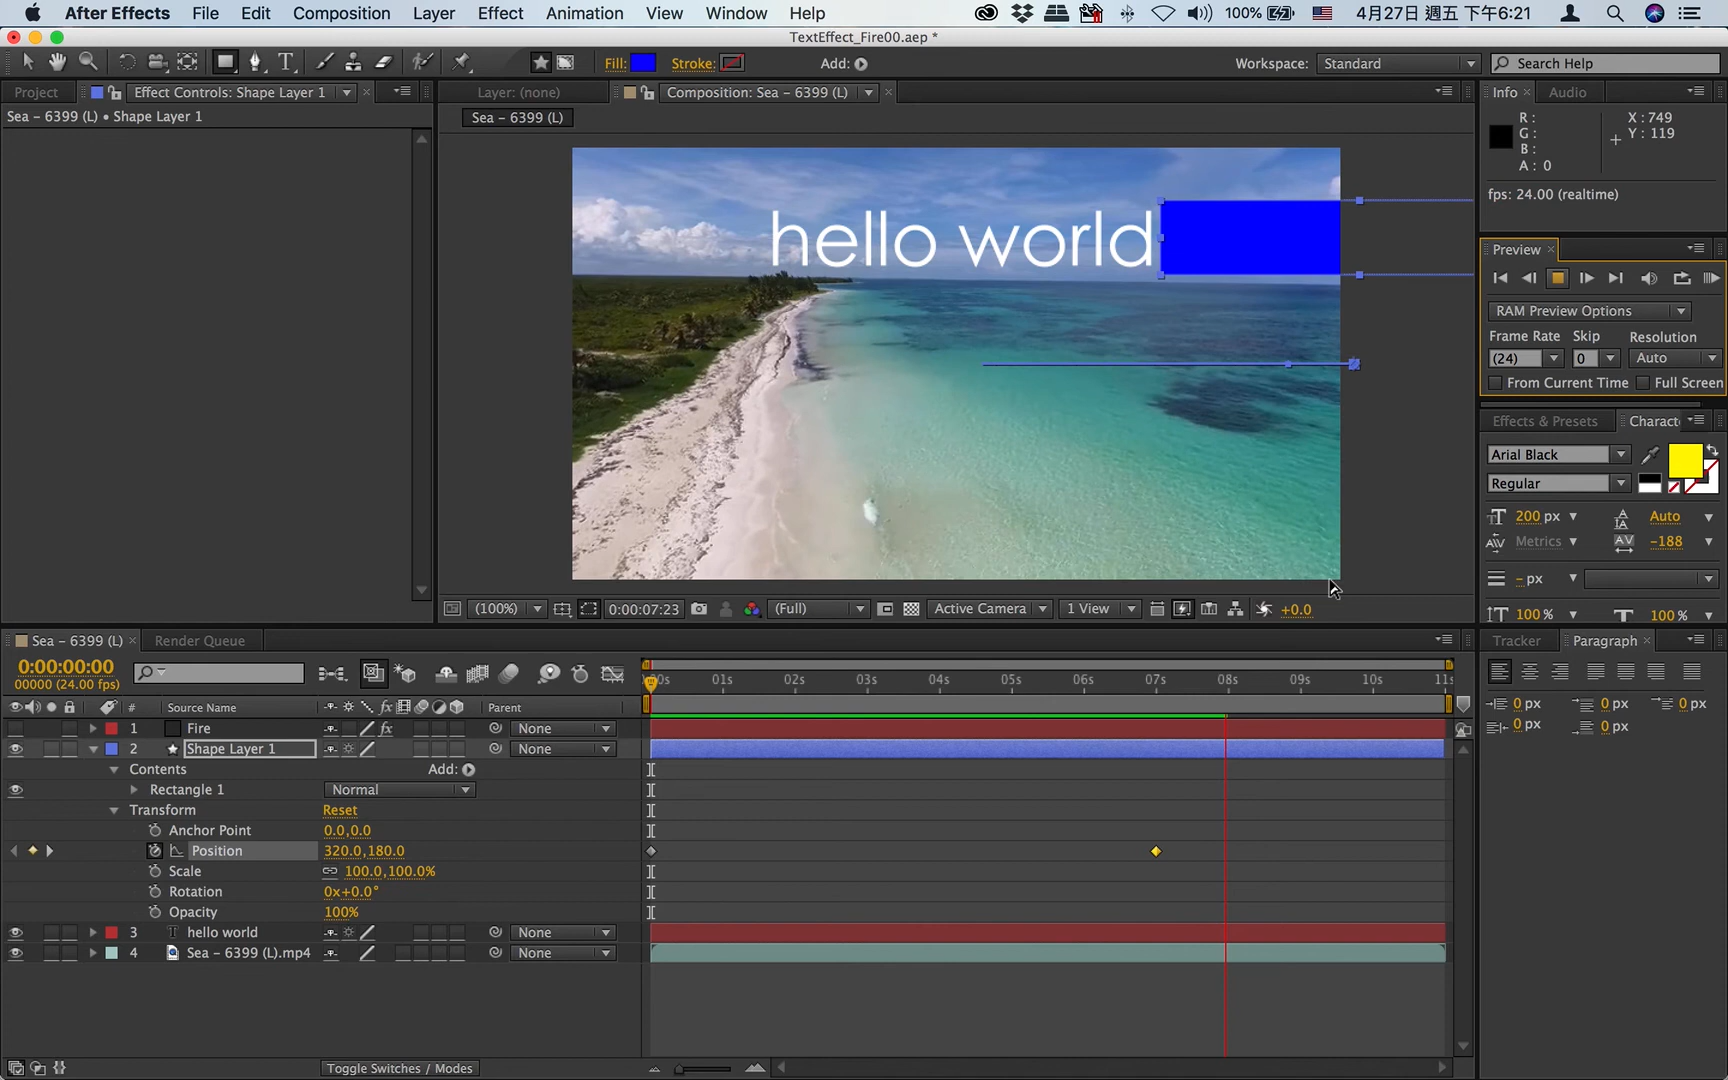 After Effects File Edit Composition Layer Effect Animation View Window Help 100% 4月27日 週五 下午6:21
TextEffect_Fire00.aep *
Fill: Stroke: Add: Workspace: Standard Search Help
Project Effect Controls: Shape Layer 1 Layer: (none) Composition: Sea – 6399 (L) Info Audio
Sea – 6399 (L) • Shape Layer 1
Sea – 6399 (L)
R : X : 749
G : Y : 119
B :
A : 0
fps: 24.00 (realtime)
hello world
Preview
RAM Preview Options
Frame Rate Skip Resolution
(24) 0 Auto
From Current Time Full Screen
Effects & Presets Charact
Arial Black
Regular
200 px Auto
Metrics -188
- px
100 % 100 %
(100%) 0:00:07:23 (Full) Active Camera 1 View +0.0
Sea – 6399 (L) Render Queue Tracker Paragraph
0:00:00:00
00000 (24.00 fps)
:00s 01s 02s 03s 04s 05s 06s 07s 08s 09s 10s 11s
# Source Name Parent
0 px 0 px 0 px
0 px 0 px
1 Fire None
2 Shape Layer 1 None
Contents Add:
Rectangle 1 Normal
Transform Reset
Anchor Point 0.0,0.0
Position 320.0,180.0
Scale 100.0,100.0%
Rotation 0x+0.0°
Opacity 100%
3 T hello world None
4 Sea – 6399 (L).mp4 None
Toggle Switches / Modes